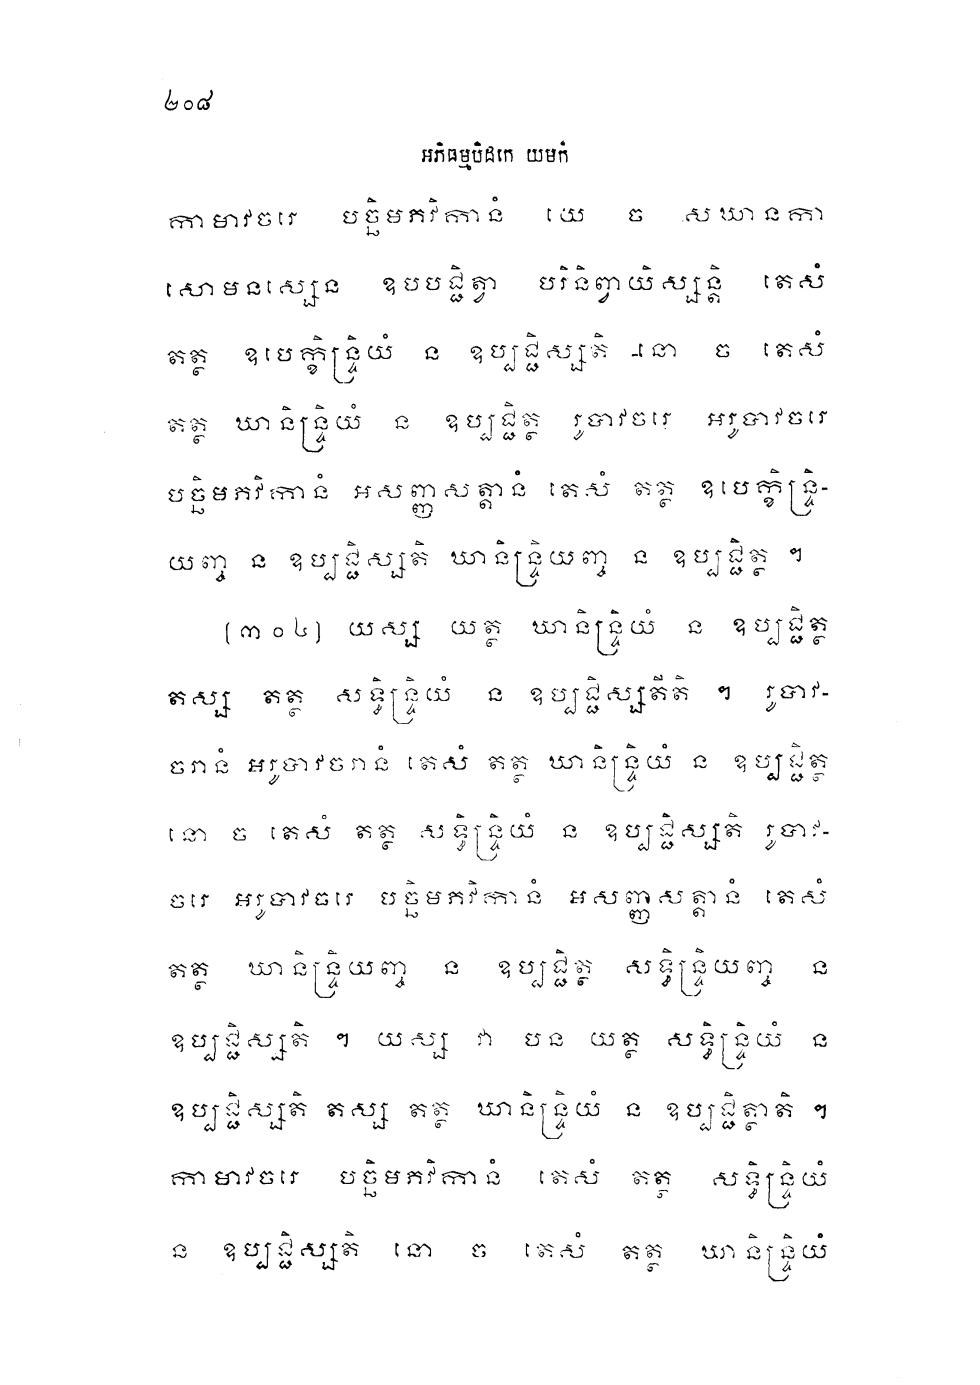 ២០៨
អភិធម្មបិដកេ យមកំ
កាមាវចរេ បច្ឆិមភវិកានំ យេ ច សឃានកា
សោមនស្សេន ឧបបជ្ជិត្វា បរិនិព្វាយិស្សន្តិ តេសំ
តត្ថ ឧបេក្ខិន្ទ្រិយំ ន ឧប្បជ្ជិស្សតិ នោ ច តេសំ
តត្ថ ឃានិន្ទ្រិយំ ន ឧប្បជ្ជិត្ថ រូបាវចរេ អរូបាវចរេ
បច្ឆិមភវិកានំ អសញ្ញសត្តានំ តេសំ តត្ថ ឧបេក្ខិន្ទ្រិ-
យញ្ច ន ឧប្បជ្ជិស្សតិ ឃានិន្ទ្រិយញ្ច ន ឧប្បជ្ជិត្ថ ។
[៣០៤] យស្ស យត្ថ ឃានិន្ទ្រិយំ ន ឧប្បជ្ជិត្ថ
តស្ស តត្ថ សទ្ធិន្ទ្រិយំ ន ឧប្បជ្ជិស្សតីតិ ។ រូបាវ-
ចរានំ អរូបាវចរានំ តេសំ តត្ថ ឃានិន្ទ្រិយំ ន ឧប្បជ្ជិត្ថ
នោ ច តេសំ តត្ថ សទ្ធិន្ទ្រិយំ ន ឧប្បជ្ជិស្សតិ រូបាវ-
ចរេ អរូបាវចរេ បច្ឆិមភវិកានំ អសញ្ញសត្តានំ តេសំ
តត្ថ ឃានិន្ទ្រិយញ្ច ន ឧប្បជ្ជិត្ថ សទ្ធិន្ទ្រិយញ្ច ន
ឧប្បជ្ជិស្សតិ ។ យស្ស វា បន យត្ថ សទ្ធិន្ទ្រិយំ ន
ឧប្បជ្ជិស្សតិ តស្ស តត្ថ ឃានិន្ទ្រិយំ ន ឧប្បជ្ជិត្ថាតិ ។
កាមាវចរេ បច្ឆិមភវិកានំ តេសំ តត្ថ សទ្ធិន្ទ្រិយំ
ន ឧប្បជ្ជិស្សតិ នោ ច តេសំ តត្ថ ឃានិន្ទ្រិយំ